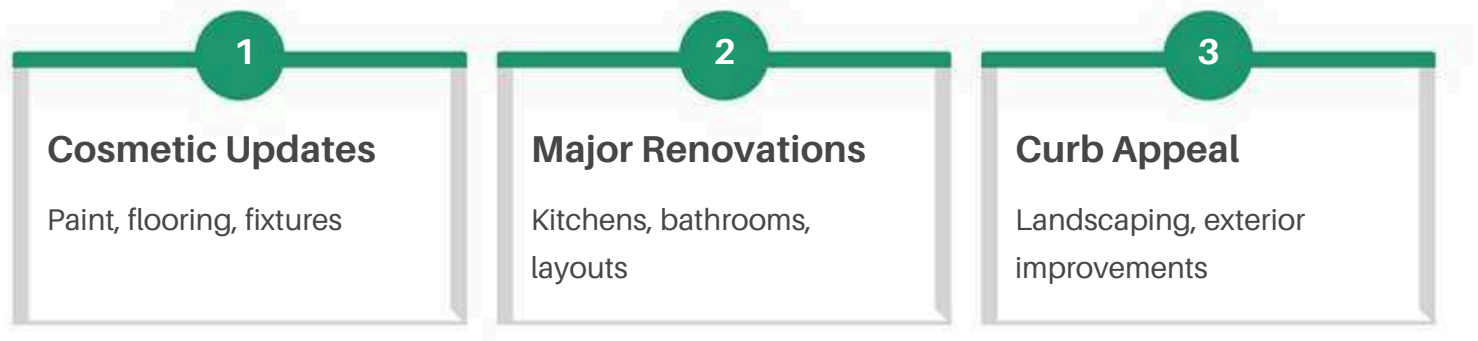 1
Cosmetic Updates
Paint, flooring, fixtures
2
Major Renovations
Kitchens, bathrooms,
layouts
3
Curb Appeal
Landscaping, exterior
improvements